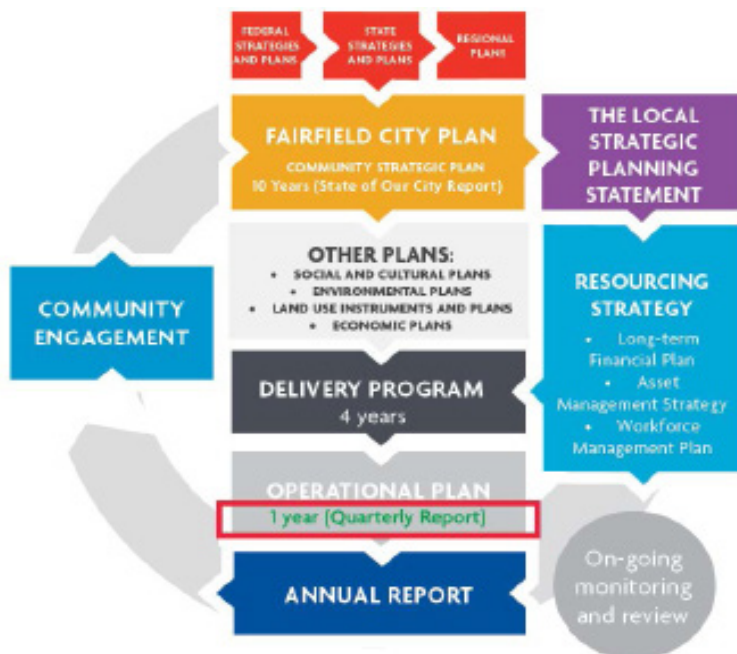 FEDERAL
STRATEGIES
AND PLANS
STATE
STRATEGIES
AND PLANS
REGIONAL
PLANS
FAIRFIELD CITY PLAN
COMMUNITY STRATEGIC PLAN
10 Years (State of Our City Report)
THE LOCAL
STRATEGIC
PLANNING
STATEMENT
OTHER PLANS:
• SOCIAL AND CULTURAL PLANS
• ENVIRONMENTAL PLANS
• LAND USE INSTRUMENTS AND PLANS
• ECONOMIC PLANS
COMMUNITY
ENGAGEMENT
RESOURCING
STRATEGY
• Long-term
Financial Plan
• Asset
Management Strategy
• Workforce
Management Plan
DELIVERY PROGRAM
4 years
OPERATIONAL PLAN
1 year (Quarterly Report)
ANNUAL REPORT
On-going
monitoring
and review